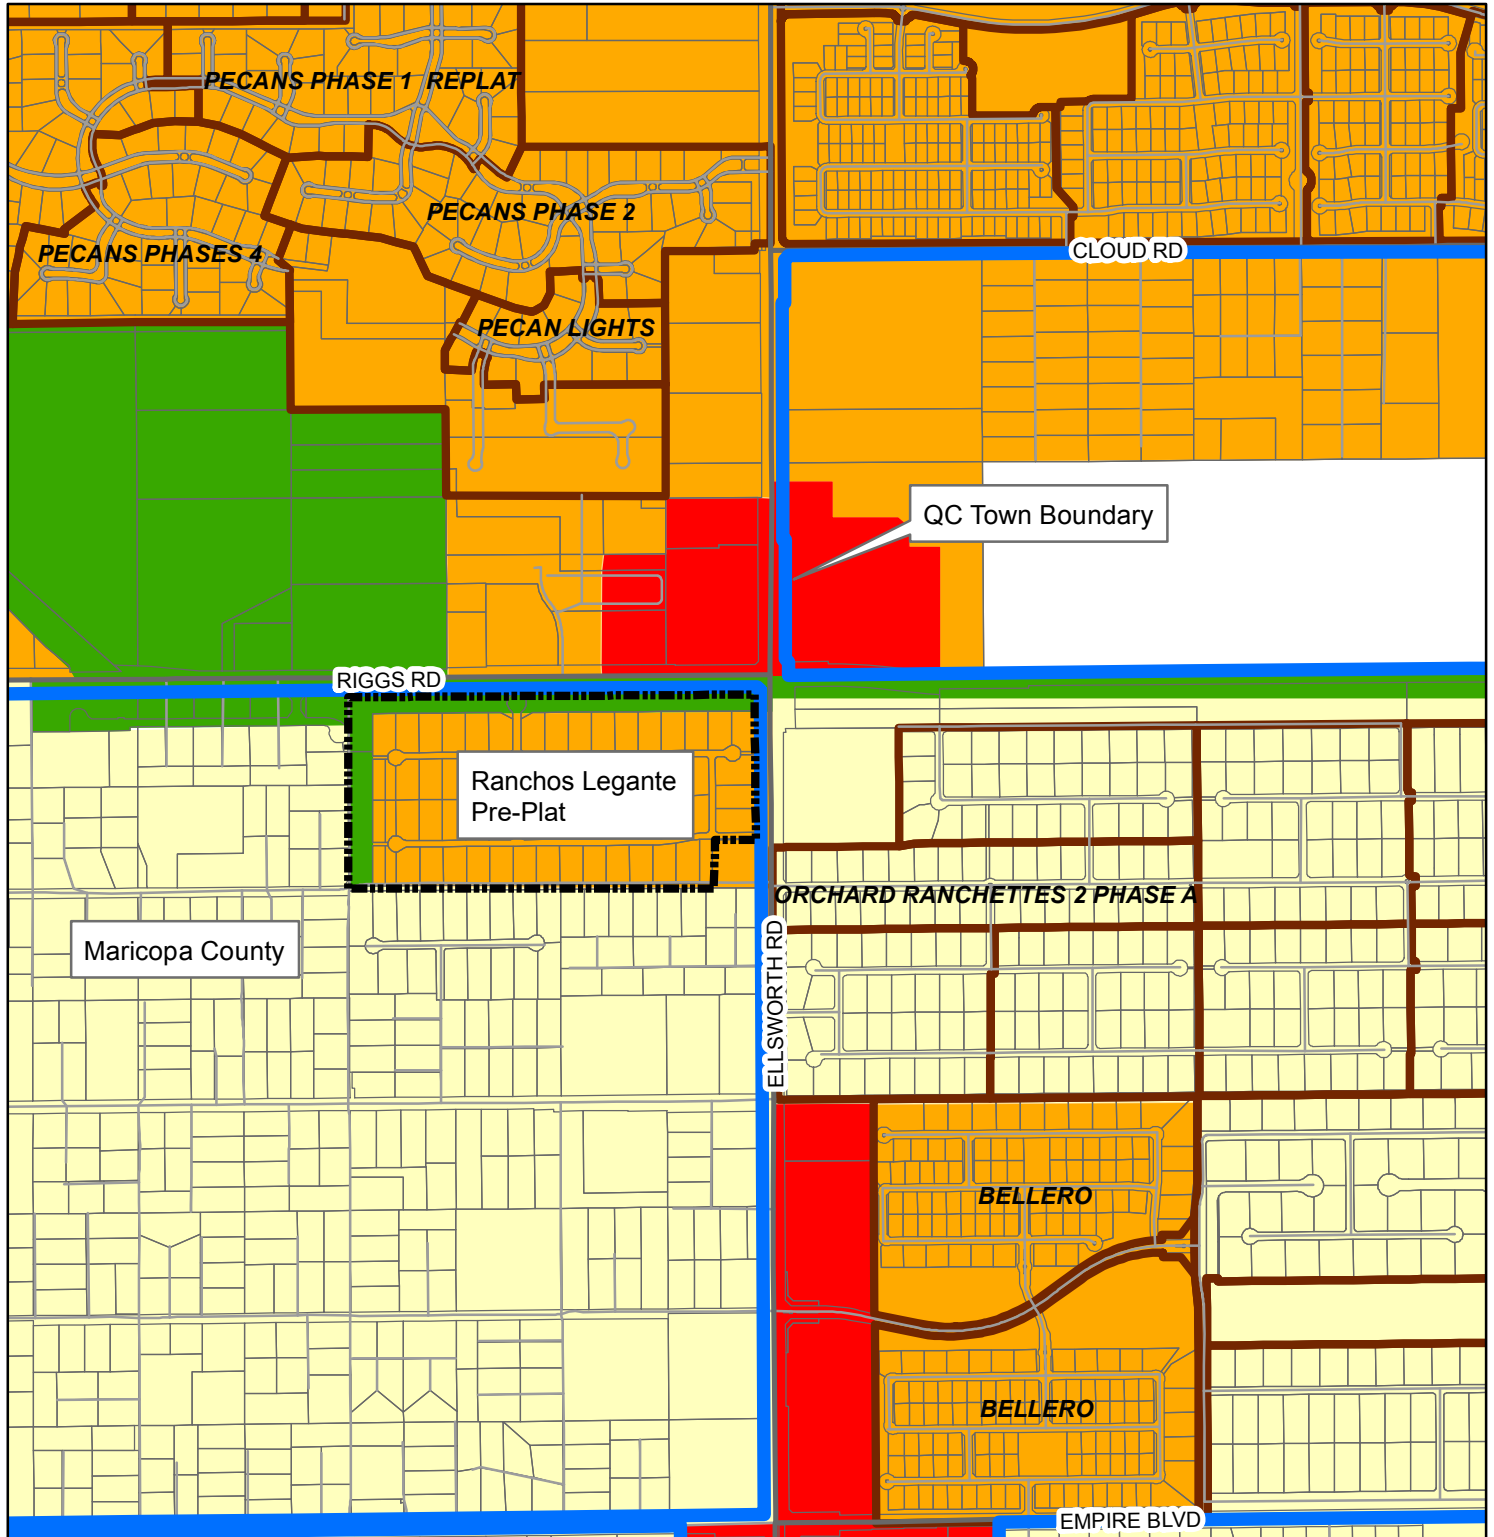 PECANS PHASE 1 REPLAT
PECANS PHASE 2
PECANS PHASES 4
CLOUD RD
PECAN LIGHTS
QC Town Boundary
RIGGS RD
Ranchos Legante
Pre-Plat
ORCHARD RANCHETTES 2 PHASE A
Maricopa County
ELLSWORTH RD
BELLERO
BELLERO
EMPIRE BLVD